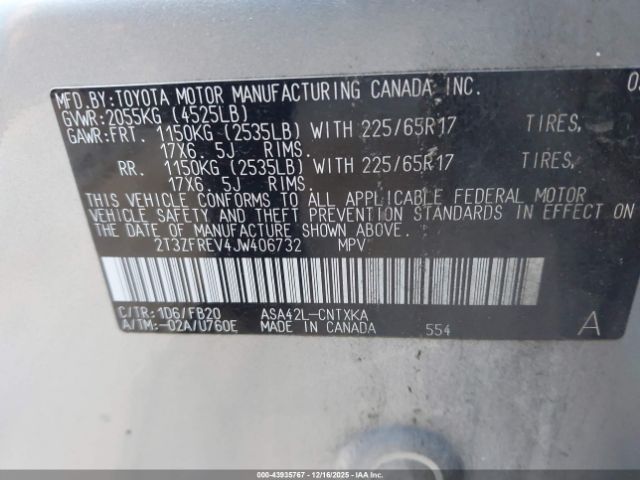 MFD.BY:TOYOTA MOTOR MANUFACTURING CANADA INC.
GVWR:2055KG (4525LB)
GAWR:FRT. 1150KG (2535LB) WITH 225/65R17 TIRES,
17X6.5J RIMS.
RR. 1150KG (2535LB) WITH 225/65R17 TIRES,
17X6.5J RIMS.
THIS VEHICLE CONFORMS TO ALL APPLICABLE FEDERAL MOTOR
VEHICLE SAFETY AND THEFT PREVENTION STANDARDS IN EFFECT ON
THE DATE OF MANUFACTURE SHOWN ABOVE.
2T3ZFREV4JW406732 MPV
C/TR:1D6/FB20 ASA42L-CNTXKA
A/TM:-02A/U760E MADE IN CANADA 554 A
000-43935767 - 12/16/2025 - IAAI.CA